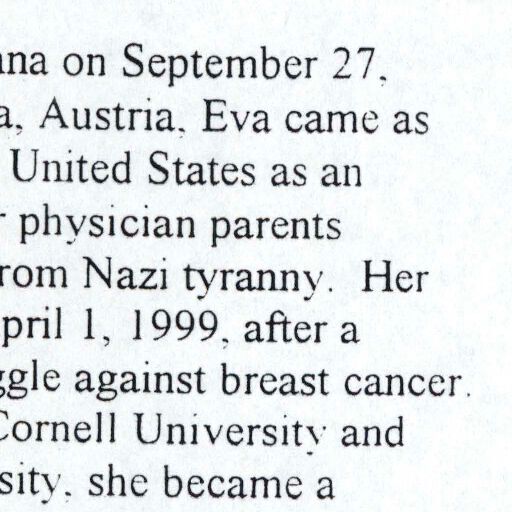 ana on September 27,
a, Austria, Eva came as
United States as an
r physician parents
rom Nazi tyranny. Her
pril 1, 1999, after a
ggle against breast cancer.
Cornell University and
sity, she became a